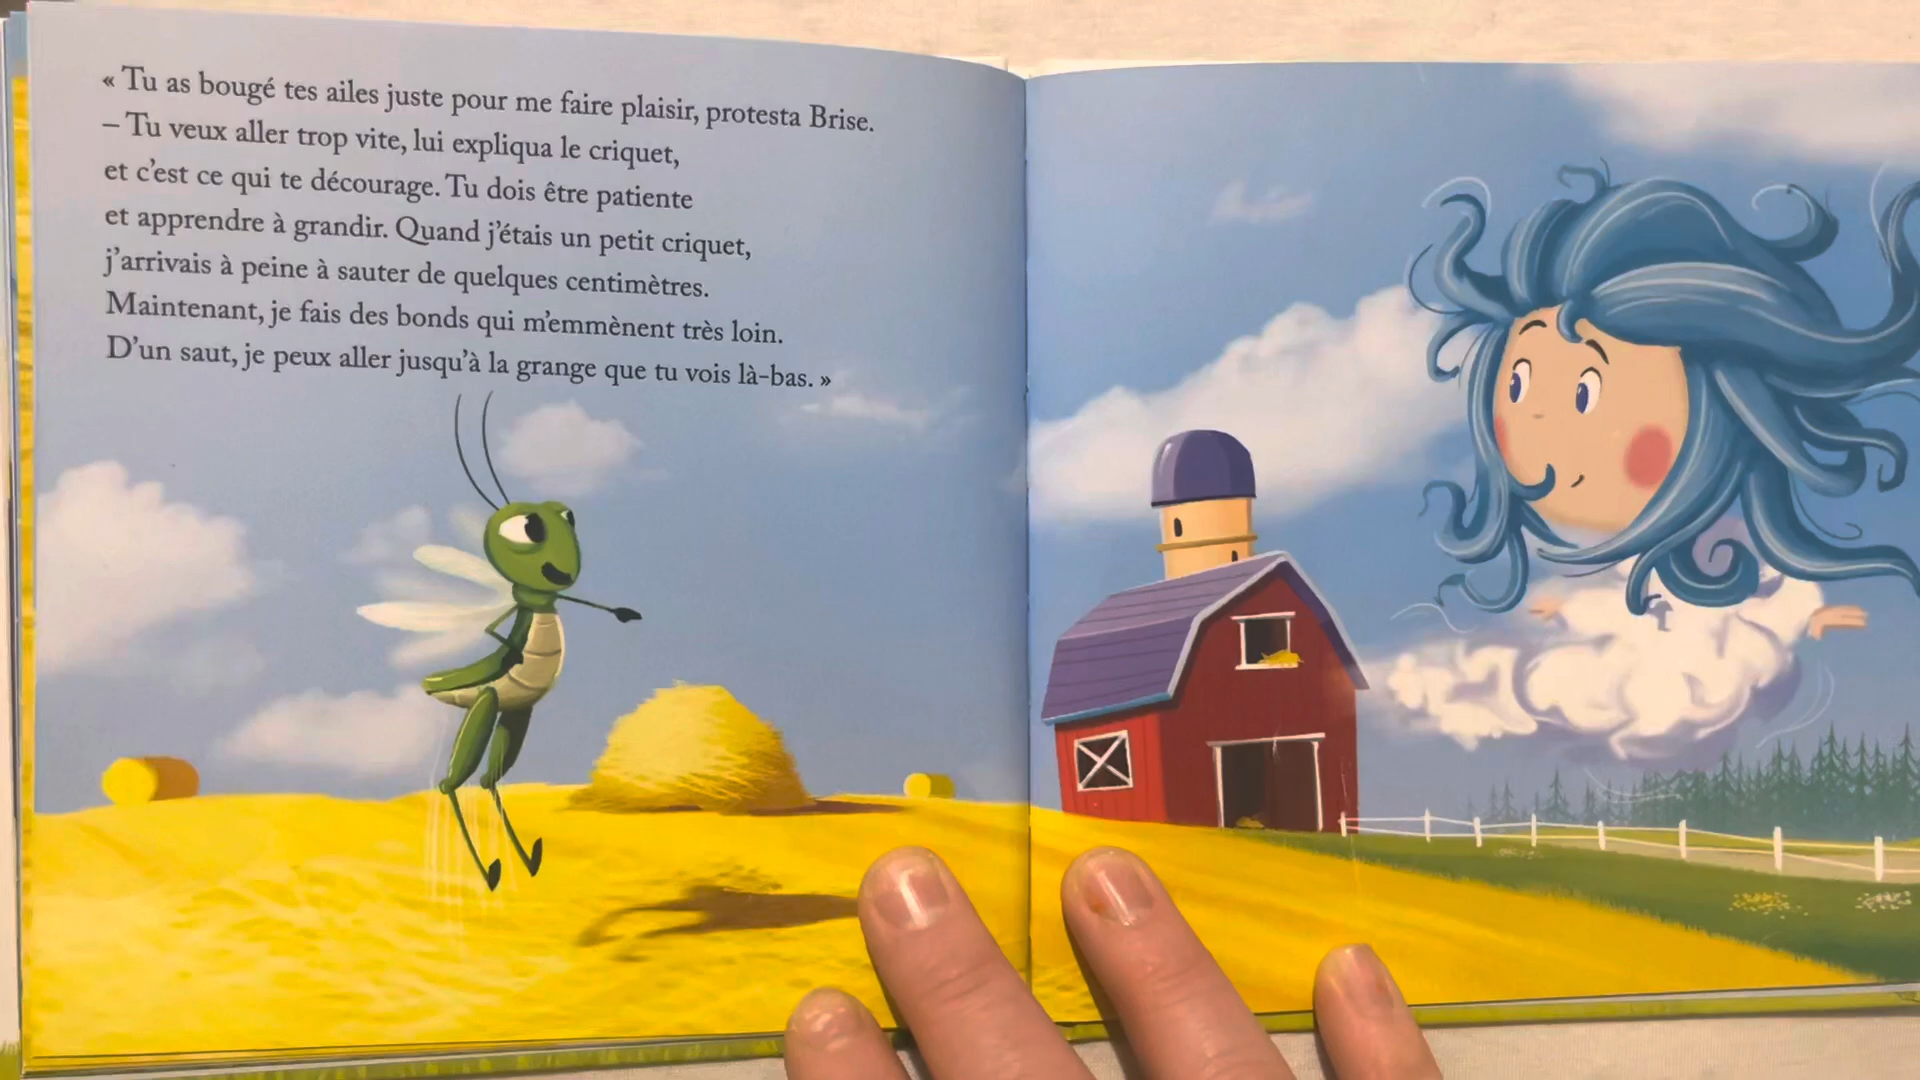 « Tu as bougé tes ailes juste pour me faire plaisir, protesta Brise.
– Tu veux aller trop vite, lui expliqua le criquet,
et c’est ce qui te décourage. Tu dois être patiente
et apprendre à grandir. Quand j’étais un petit criquet,
j’arrivais à peine à sauter de quelques centimètres.
Maintenant, je fais des bonds qui m’emmènent très loin.
D’un saut, je peux aller jusqu’à la grange que tu vois là-bas. »